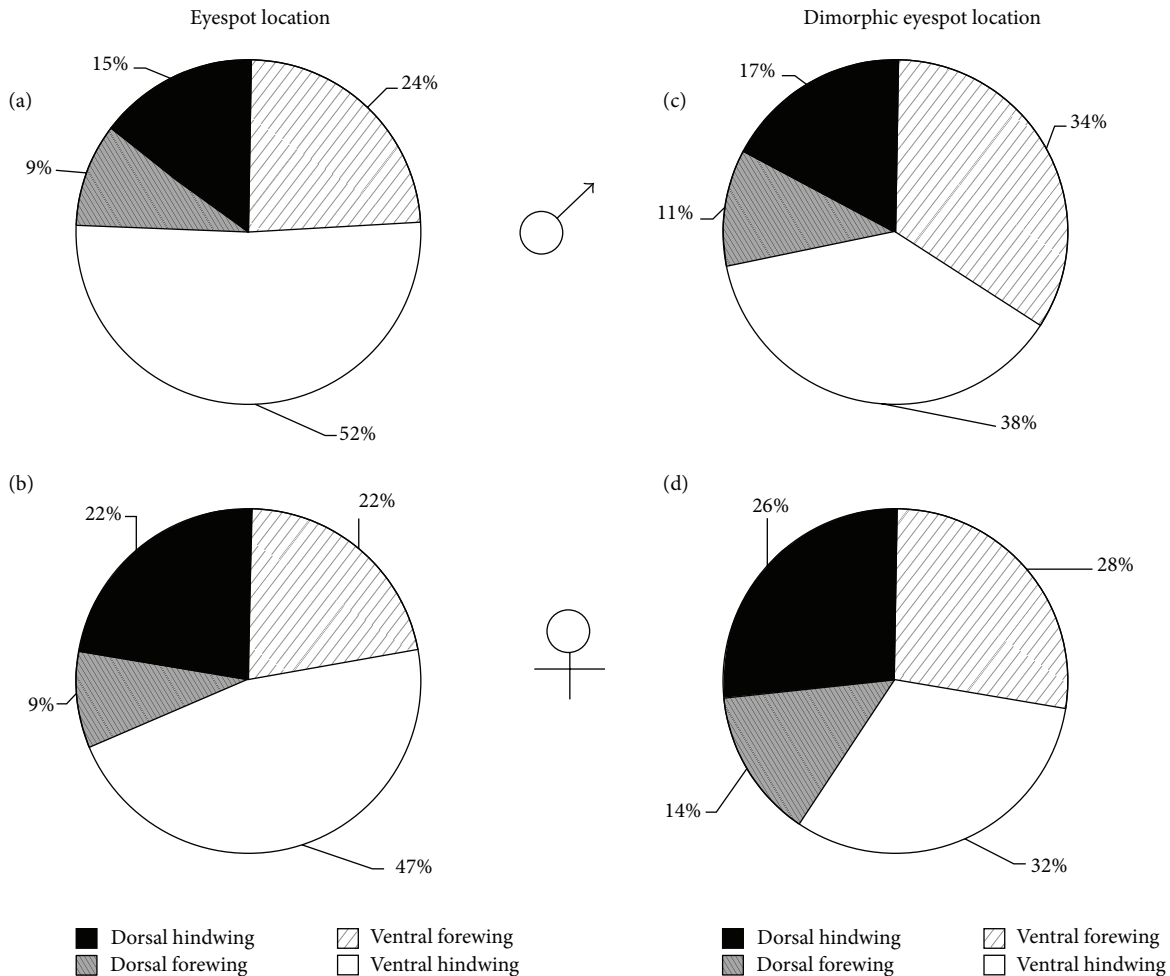 Eyespot location
Dimorphic eyespot location
(a)
15%
24%
9%
52%
(c)
17%
34%
11%
38%
(b)
22%
22%
9%
47%
(d)
26%
28%
14%
32%
Dorsal hindwing
Ventral forewing
Dorsal forewing
Ventral hindwing
Dorsal hindwing
Ventral forewing
Dorsal forewing
Ventral hindwing